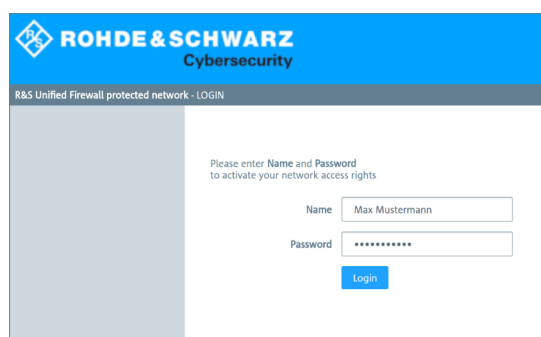 R&S
ROHDE & SCHWARZ
Cybersecurity
R&S Unified Firewall protected network - LOGIN
Please enter Name and Password
to activate your network access rights
Name Max Mustermann
Password •••••••••••
Login